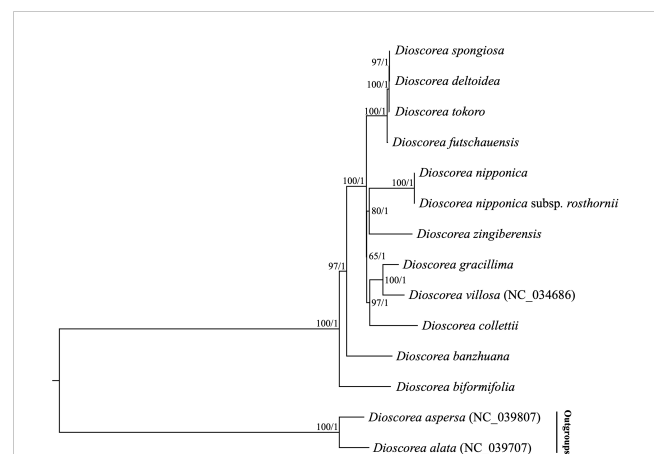 Dioscorea spongiosa
97/1
Dioscorea deltoidea
100/1
Dioscorea tokoro
100/1
Dioscorea futschauensis
Dioscorea nipponica
100/1
100/1
Dioscorea nipponica subsp. rosthornii
80/1
Dioscorea zingiberensis
65/1
Dioscorea gracillima
97/1
100/1
Dioscorea villosa (NC_034686)
97/1
100/1
Dioscorea collettii
Dioscorea banzhuana
Dioscorea biformifolia
Dioscorea aspersa (NC_039807)
100/1
Dioscorea alata (NC_039707)
Outgroups